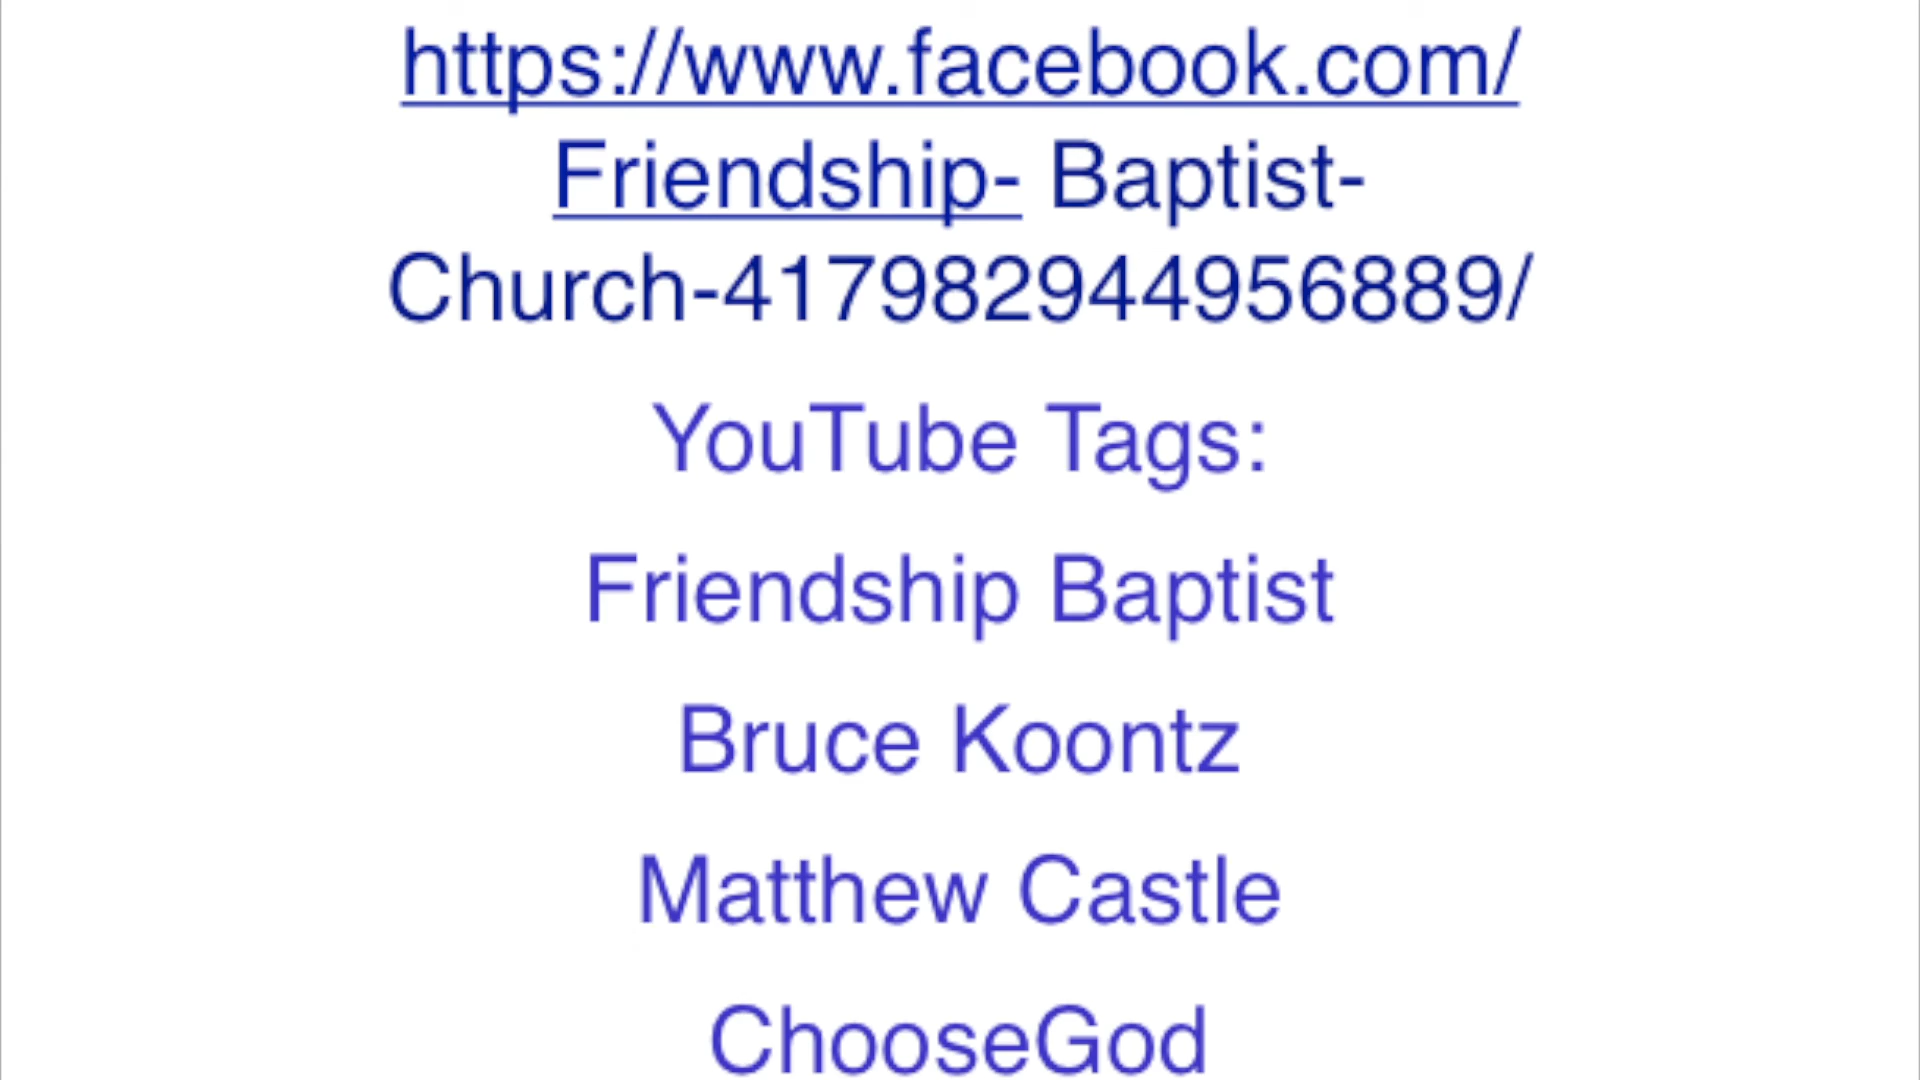 https://www.facebook.com/
Friendship- Baptist-
Church-417982944956889/
YouTube Tags:
Friendship Baptist
Bruce Koontz
Matthew Castle
ChooseGod